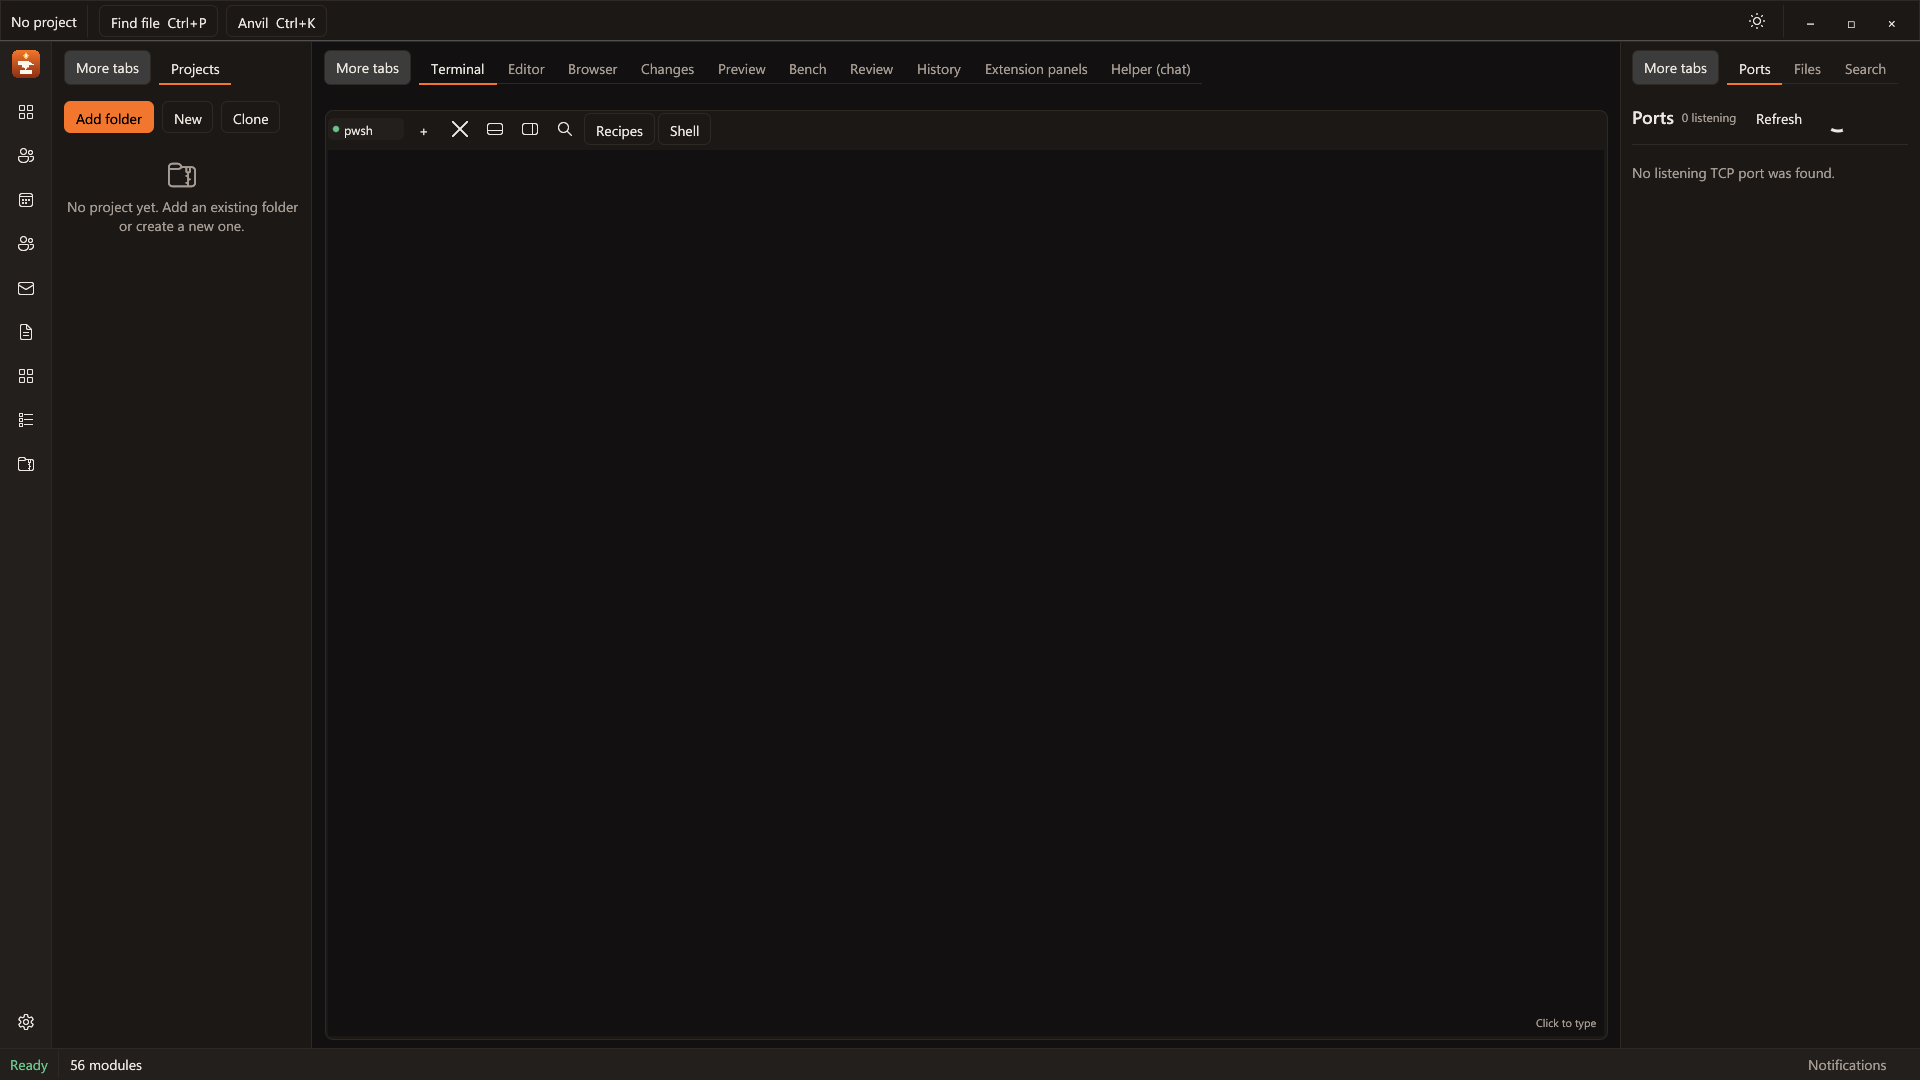 No project
Find file Ctrl+P
Anvil Ctrl+K
More tabs
Projects
Add folder
New
Clone
No project yet. Add an existing folder
or create a new one.
More tabs
Terminal
Editor
Browser
Changes
Preview
Bench
Review
History
Extension panels
Helper (chat)
pwsh
+
Recipes
Shell
Click to type
More tabs
Ports
Files
Search
Ports
0 listening
Refresh
No listening TCP port was found.
Ready
56 modules
Notifications